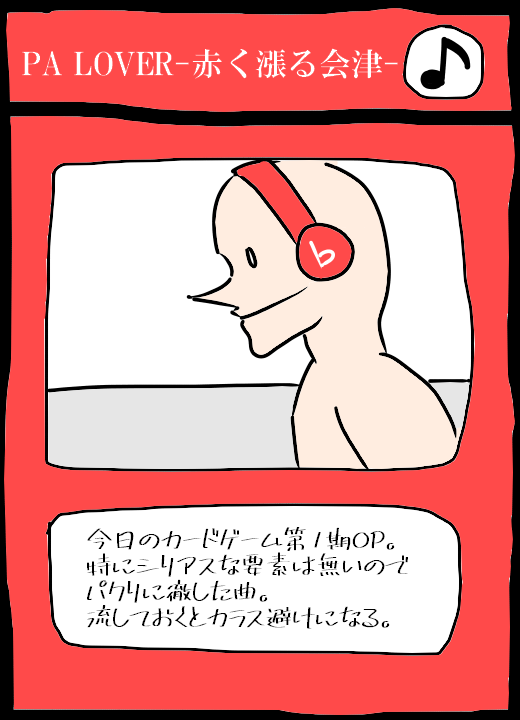 PA LOVER-赤く漲る会津-
♪
b
今日のカードゲーム第1期OP。
特にシリアスな要素は無いので
パクリに徹した曲。
流しておくとカラス避けになる。